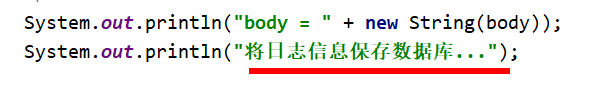 System.out.println("body = " + new String(body));
System.out.println("将日志信息保存数据库...");